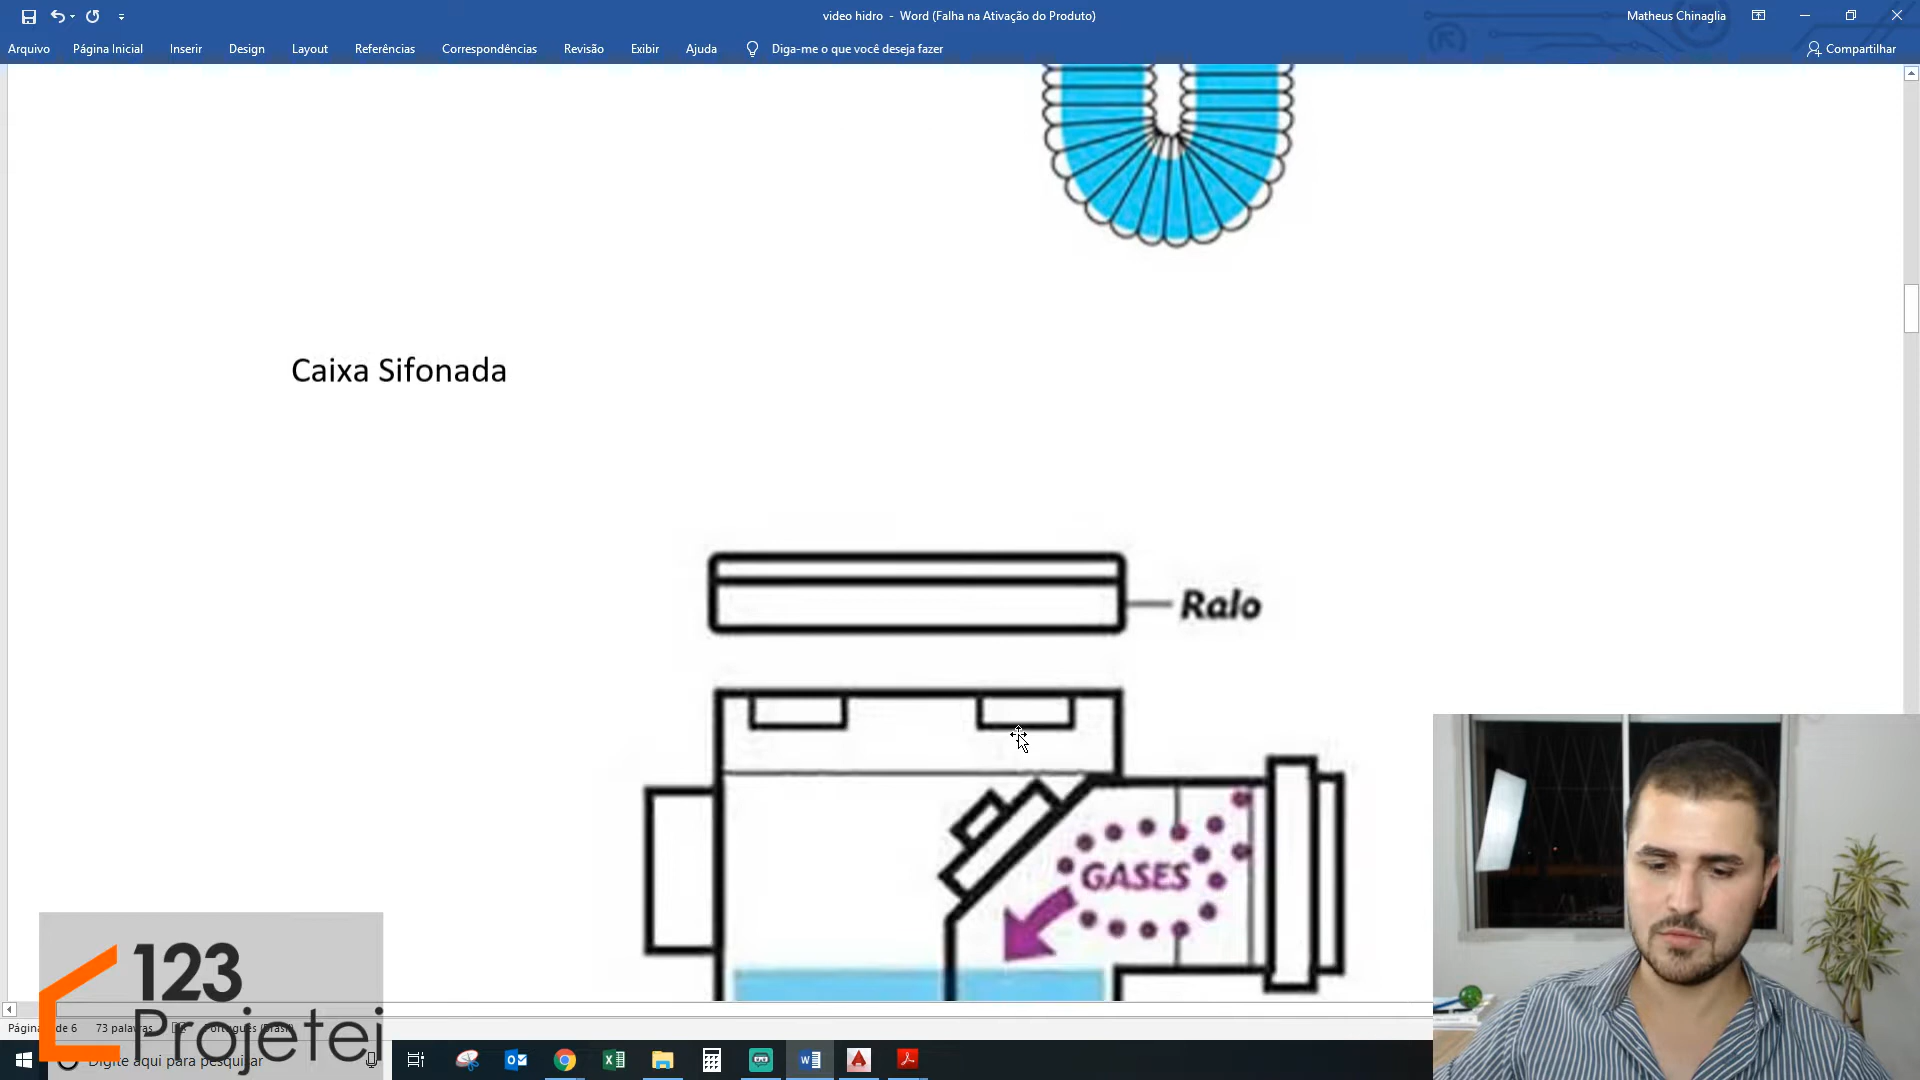 video hidro - Word (Falha na Ativação do Produto)
Matheus Chinaglia
Arquivo Página Inicial Inserir Design Layout Referências Correspondências Revisão Exibir Ajuda Diga-me o que você deseja fazer
Compartilhar
Caixa Sifonada
Ralo
GASES
123
Projetei
de 6 73 palavras Português (Brasil)
Digite aqui para pesquisar